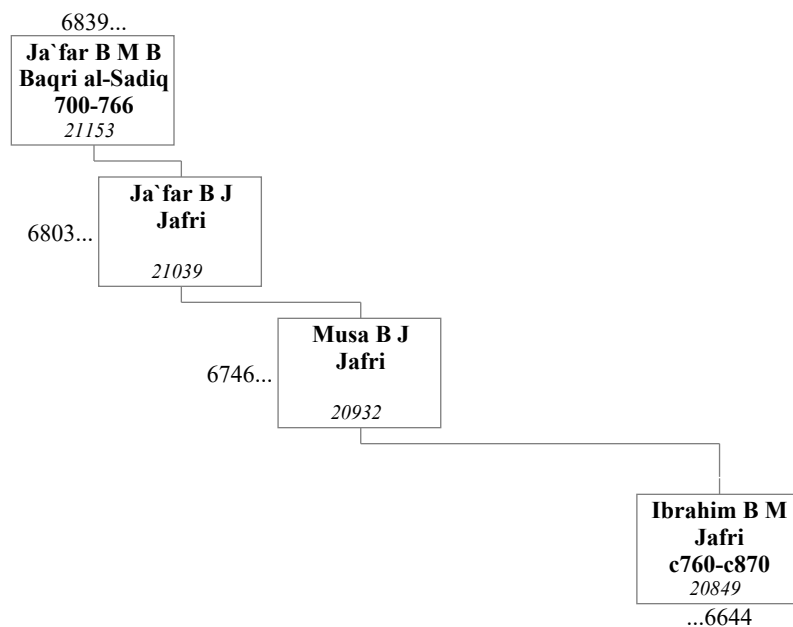 6839...
Ja`far B M B
Baqri al-Sadiq
700-766
21153
Ja`far B J
Jafri
6803...
21039
Musa B J
Jafri
6746...
20932
Ibrahim B M
Jafri
c760-c870
20849
...6644